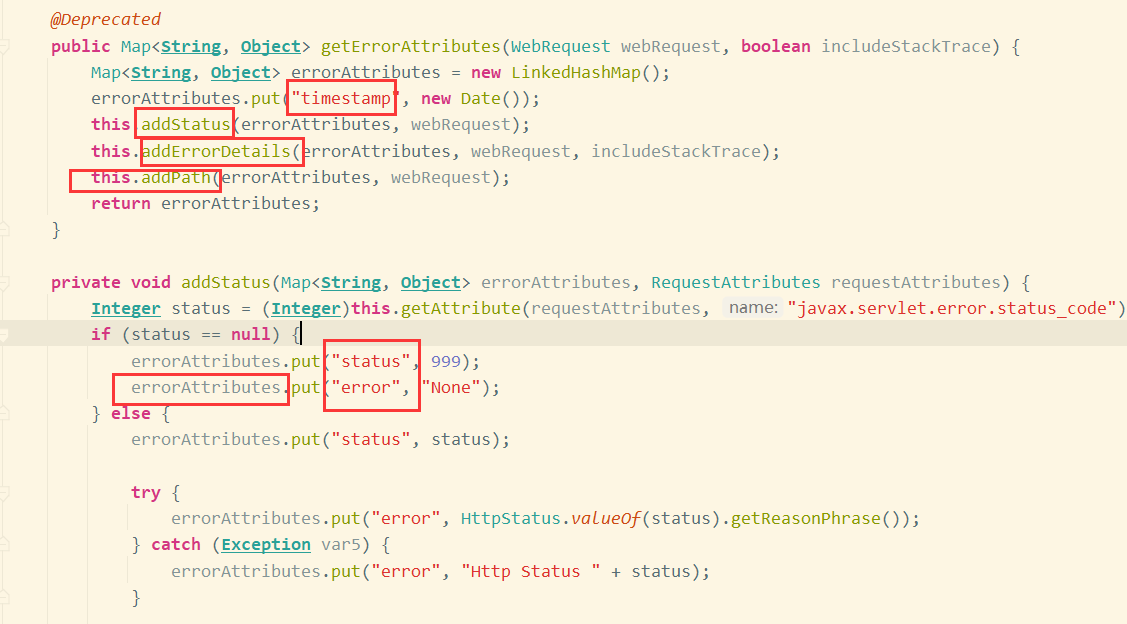 @Deprecated
public Map<String, Object> getErrorAttributes(WebRequest webRequest, boolean includeStackTrace) {
    Map<String, Object> errorAttributes = new LinkedHashMap();
    errorAttributes.put("timestamp", new Date());
    this.addStatus(errorAttributes, webRequest);
    this.addErrorDetails(errorAttributes, webRequest, includeStackTrace);
    this.addPath(errorAttributes, webRequest);
    return errorAttributes;
}
private void addStatus(Map<String, Object> errorAttributes, RequestAttributes requestAttributes) {
    Integer status = (Integer)this.getAttribute(requestAttributes, name: "javax.servlet.error.status_code")
    if (status == null) {
        errorAttributes.put("status", 999);
        errorAttributes.put("error", "None");
    } else {
        errorAttributes.put("status", status);
        try {
            errorAttributes.put("error", HttpStatus.valueOf(status).getReasonPhrase());
        } catch (Exception var5) {
            errorAttributes.put("error", "Http Status " + status);
        }